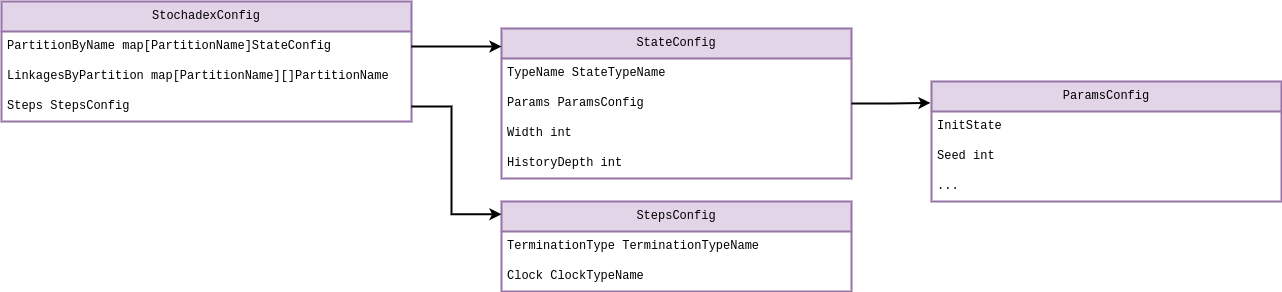 StochadexConfig
PartitionByName map[PartitionName]StateConfig
LinkagesByPartition map[PartitionName][]PartitionName
Steps StepsConfig
StateConfig
TypeName StateTypeName
Params ParamsConfig
Width int
HistoryDepth int
ParamsConfig
InitState
Seed int
...
StepsConfig
TerminationType TerminationTypeName
Clock ClockTypeName